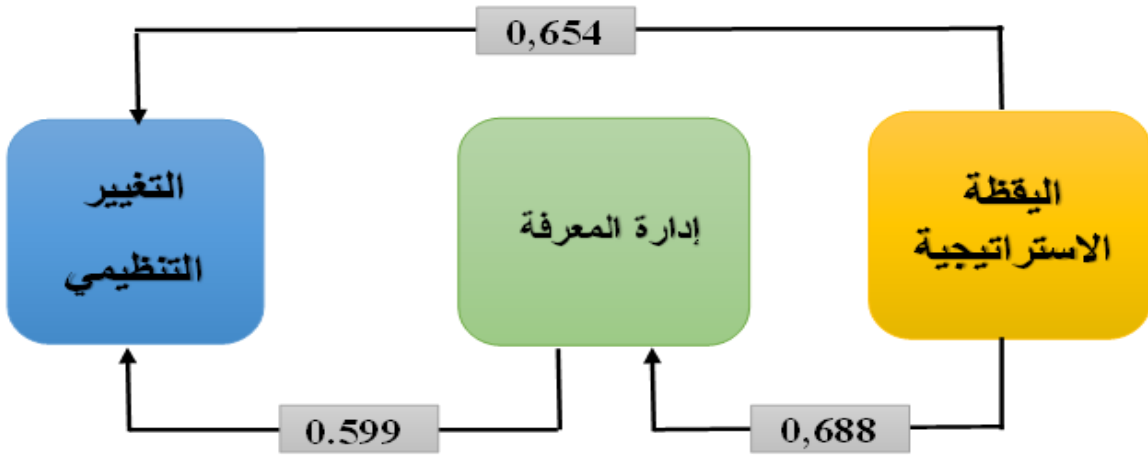 0,654
اليقظة
الاستراتيجية
إدارة المعرفة
التغيير
التنظيمي
0,688
0.599